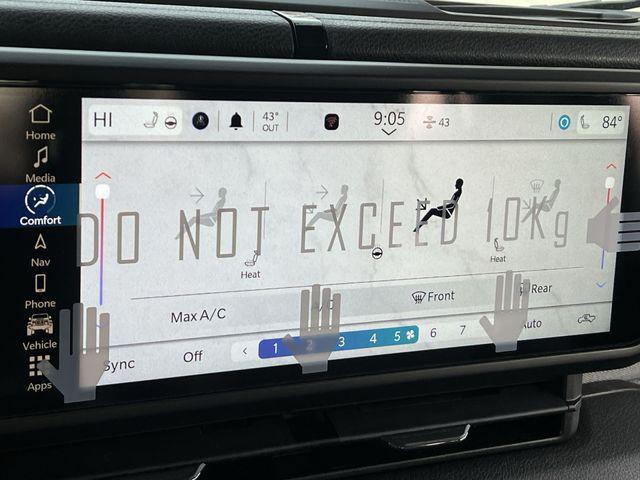 HI
43°
OUT
9:05
43
84°
Home
Media
Comfort
Nav
Phone
Vehicle
Apps
DO NOT EXCEED 10Kg
Heat
Heat
Max A/C
A/C
Front
Rear
Sync
Off
1 2 3 4 5 6 7
Auto